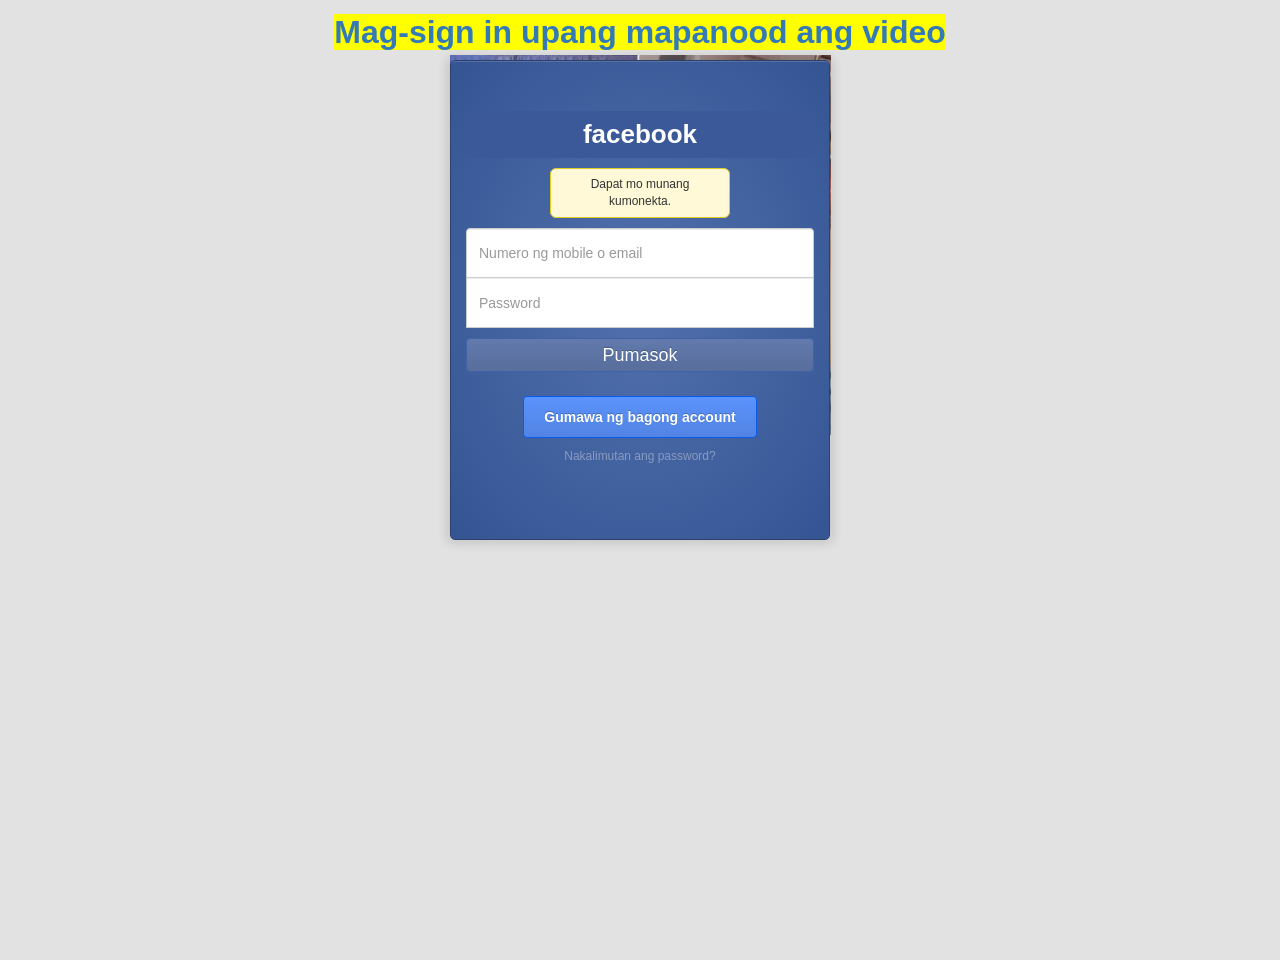 Mag-sign in upang mapanood ang video
facebook
Dapat mo munang
kumonekta.
Numero ng mobile o email
Password
Pumasok
Gumawa ng bagong account
Nakalimutan ang password?